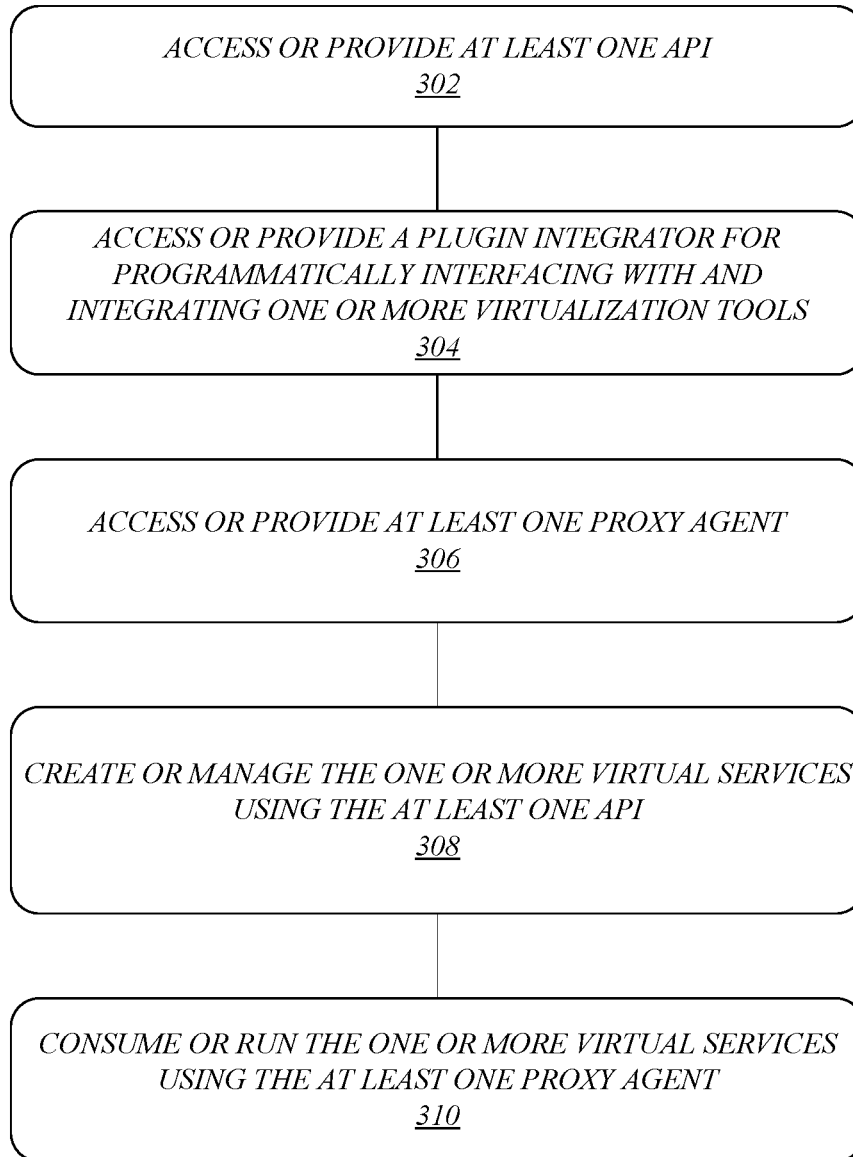 ACCESS OR PROVIDE AT LEAST ONE API
302
ACCESS OR PROVIDE A PLUGIN INTEGRATOR FOR
PROGRAMMATICALLY INTERFACING WITH AND
INTEGRATING ONE OR MORE VIRTUALIZATION TOOLS
304
ACCESS OR PROVIDE AT LEAST ONE PROXY AGENT
306
CREATE OR MANAGE THE ONE OR MORE VIRTUAL SERVICES
USING THE AT LEAST ONE API
308
CONSUME OR RUN THE ONE OR MORE VIRTUAL SERVICES
USING THE AT LEAST ONE PROXY AGENT
310